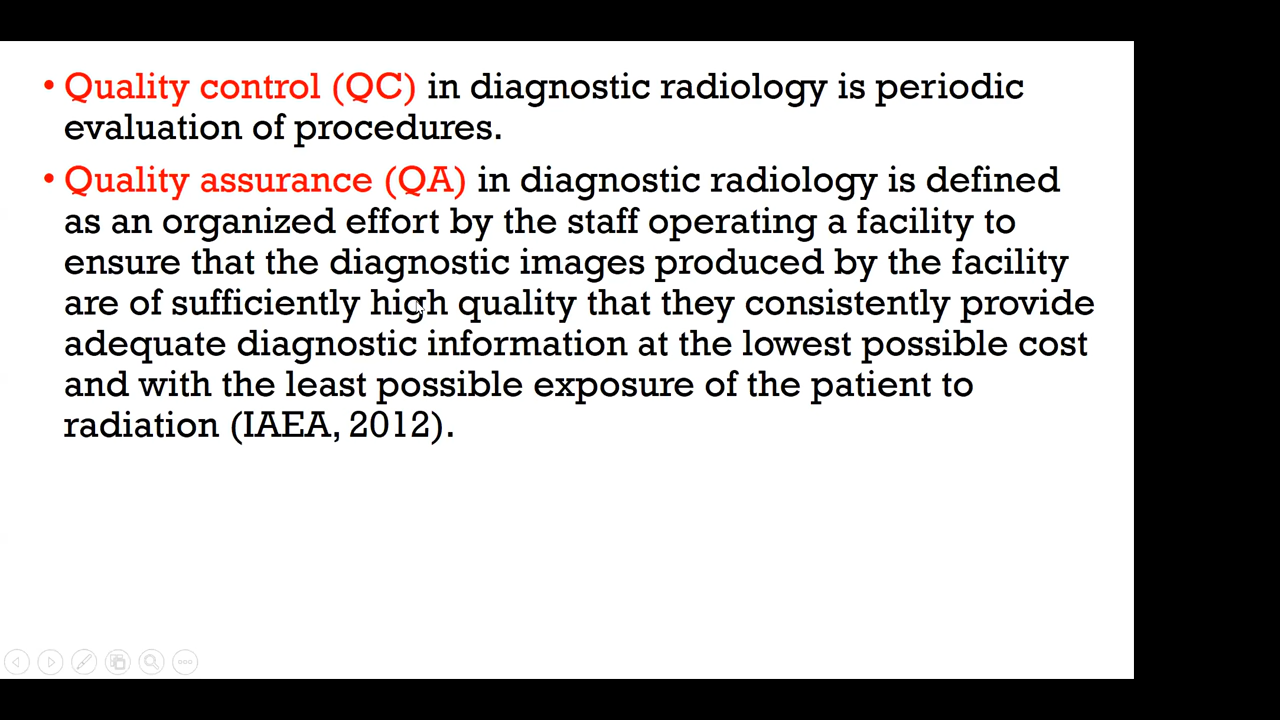 • Quality control (QC) in diagnostic radiology is periodic
evaluation of procedures.
• Quality assurance (QA) in diagnostic radiology is defined
as an organized effort by the staff operating a facility to
ensure that the diagnostic images produced by the facility
are of sufficiently high quality that they consistently provide
adequate diagnostic information at the lowest possible cost
and with the least possible exposure of the patient to
radiation (IAEA, 2012).